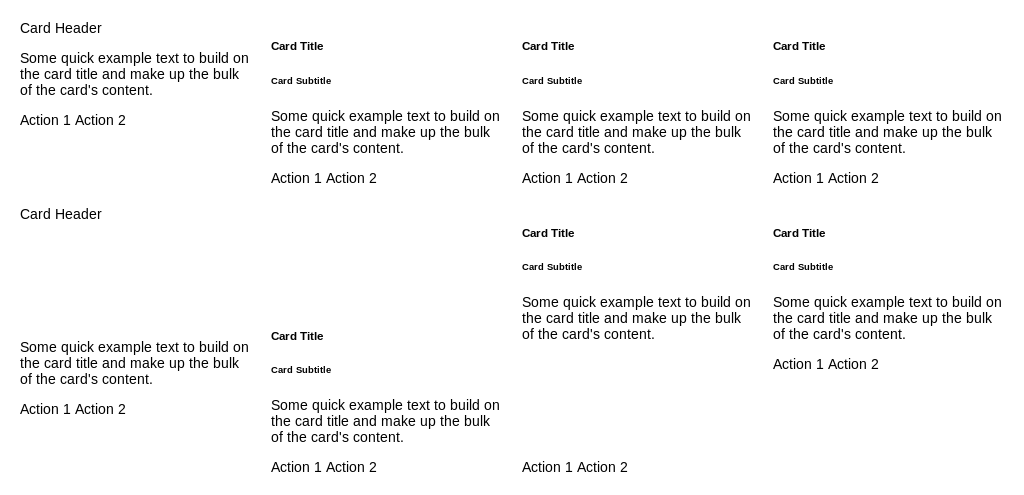 Card Header
Some quick example text to build on
the card title and make up the bulk
of the card's content.
Action 1 Action 2
Card Title
Card Subtitle
Some quick example text to build on
the card title and make up the bulk
of the card's content.
Action 1 Action 2
Card Title
Card Subtitle
Some quick example text to build on
the card title and make up the bulk
of the card's content.
Action 1 Action 2
Card Title
Card Subtitle
Some quick example text to build on
the card title and make up the bulk
of the card's content.
Action 1 Action 2
Card Header
Some quick example text to build on
the card title and make up the bulk
of the card's content.
Action 1 Action 2
Card Title
Card Subtitle
Some quick example text to build on
the card title and make up the bulk
of the card's content.
Action 1 Action 2
Card Title
Card Subtitle
Some quick example text to build on
the card title and make up the bulk
of the card's content.
Action 1 Action 2
Card Title
Card Subtitle
Some quick example text to build on
the card title and make up the bulk
of the card's content.
Action 1 Action 2